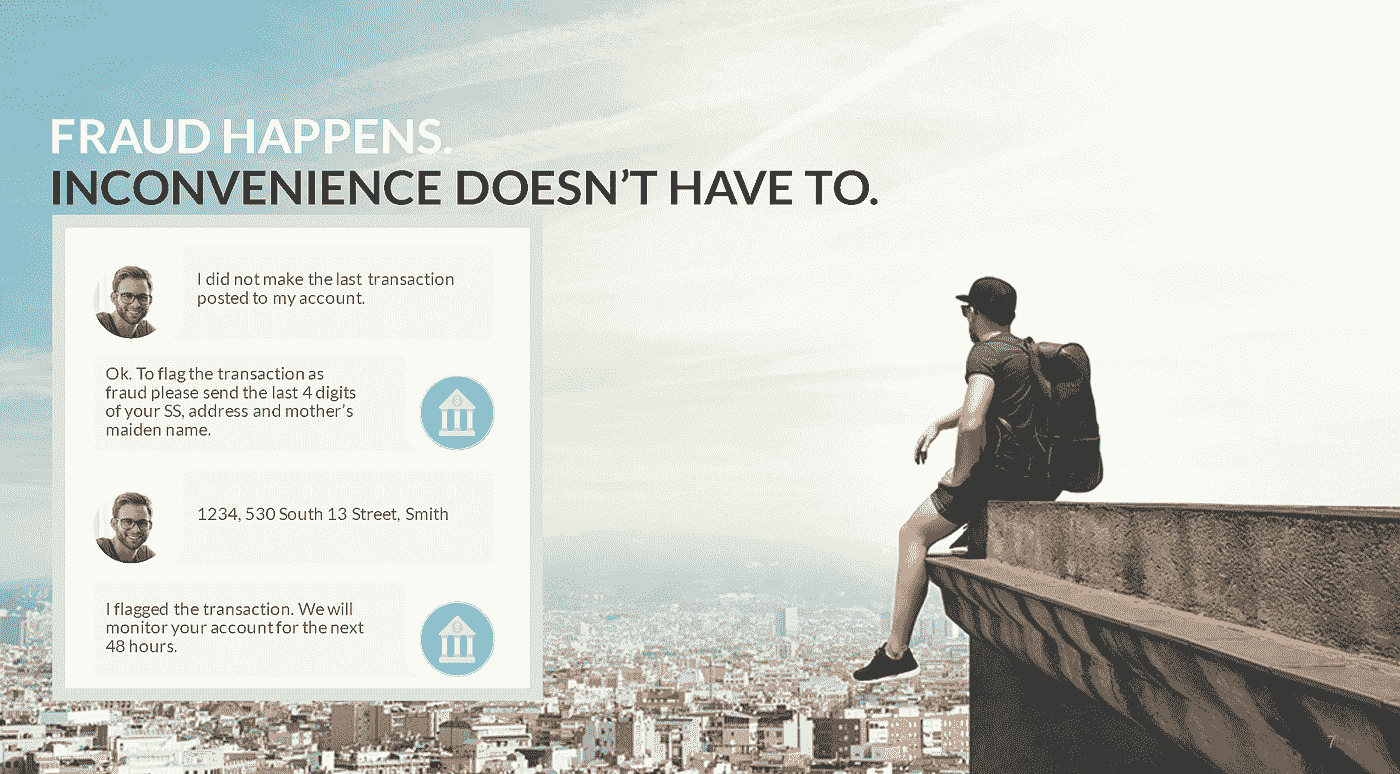 FRAUD HAPPENS.
INCONVENIENCE DOESN'T HAVE TO.
I did not make the last transaction
posted to my account.
Ok. To flag the transaction as
fraud please send the last 4 digits
of your SS, address and mother's
maiden name.
1234, 530 South 13 Street, Smith
I flagged the transaction. We will
monitor your account for the next
48 hours.
7